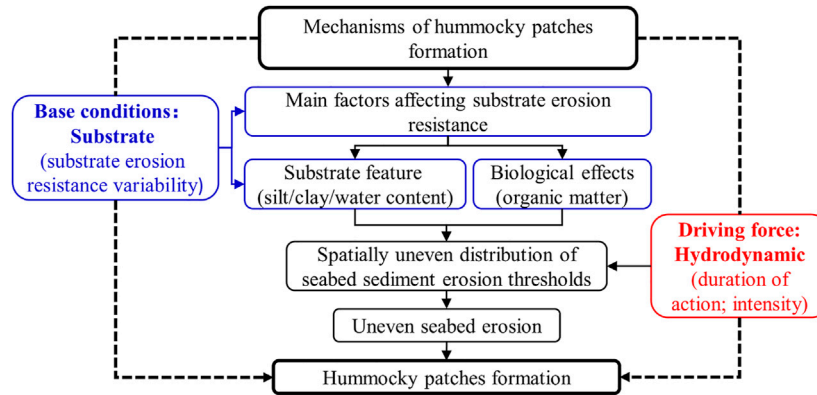 Mechanisms of hummocky patches
formation
Base conditions:
Substrate
(substrate erosion
resistance variability)
Main factors affecting substrate erosion
resistance
Substrate feature
(silt/clay/water content)
Biological effects
(organic matter)
Spatially uneven distribution of
seabed sediment erosion thresholds
Driving force:
Hydrodynamic
(duration of
action; intensity)
Uneven seabed erosion
Hummocky patches formation